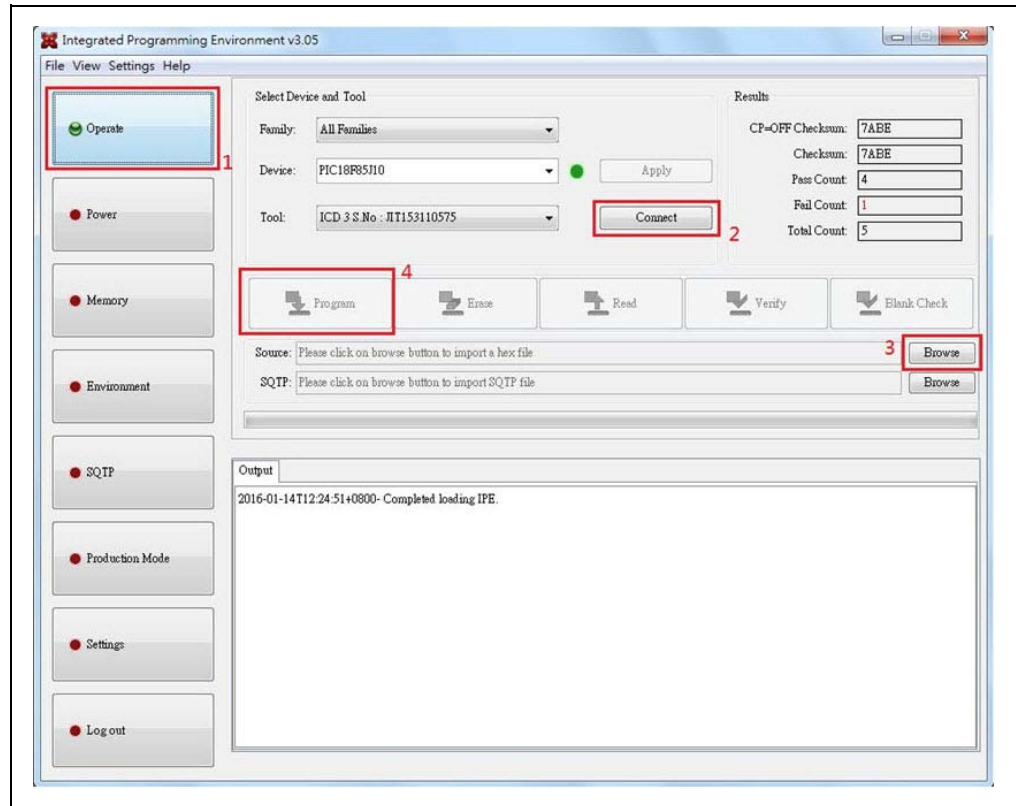 Integrated Programming Environment v3.05
File View Settings Help
Operate
1
Power
Memory
Environment
SQTP
Production Mode
Settings
Log out
Select Device and Tool
Family: All Families
Device: PIC18F85J10 Apply
Tool: ICD 3 S.No : JIT153110575 Connect
2
Results
CP=OFF Checksum: 7ABE
Checksum: 7ABE
Pass Count: 4
Fail Count: 1
Total Count: 5
4
Program Erase Read Verify Blank Check
Source: Please click on browse button to import a hex file 3 Browse
SQTP: Please click on browse button to import SQTP file Browse
Output
2016-01-14T12:24:51+0800- Completed loading IPE.